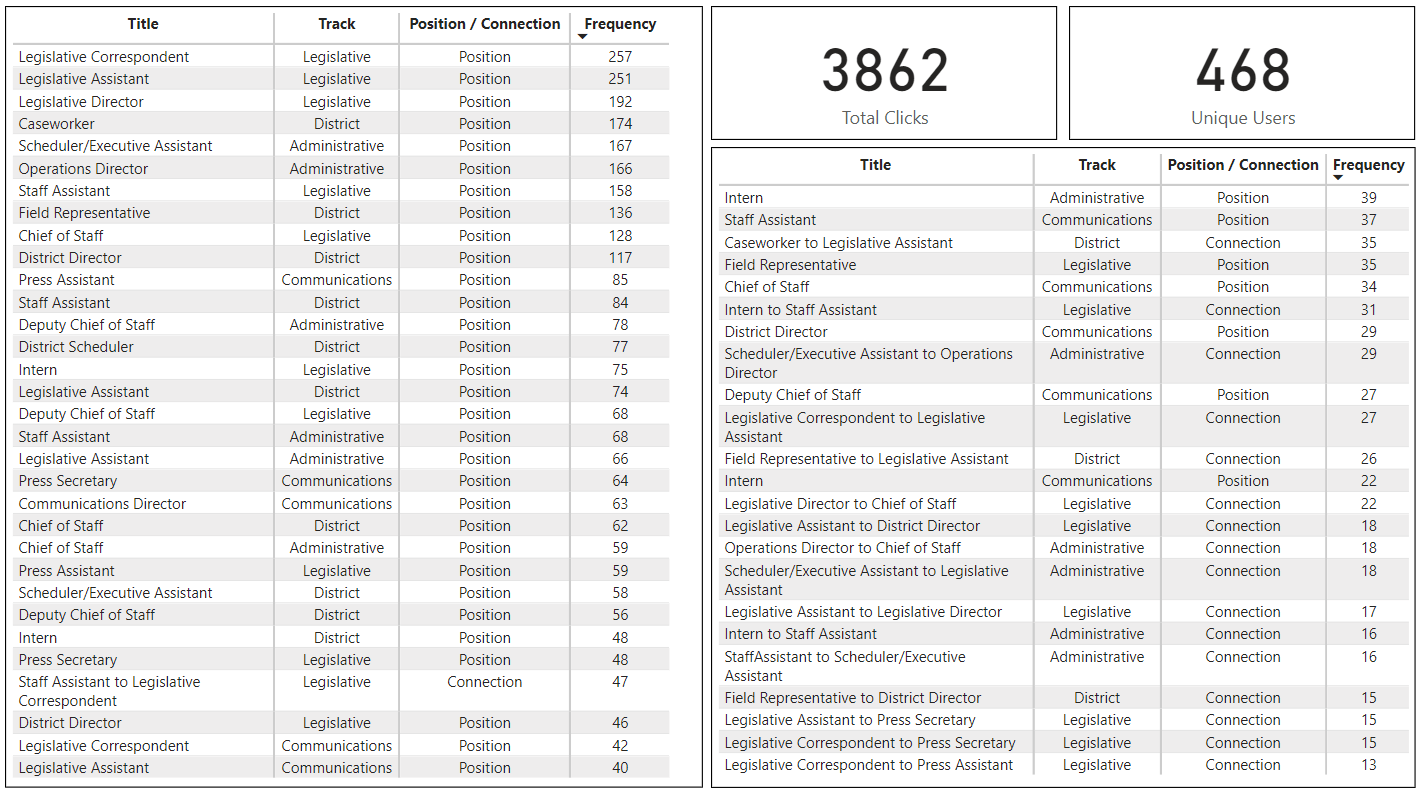 Title Track Position / Connection Frequency
Legislative Correspondent Legislative Position 257
Legislative Assistant Legislative Position 251
Legislative Director Legislative Position 192
Caseworker District Position 174
Scheduler/Executive Assistant Administrative Position 167
Operations Director Administrative Position 166
Staff Assistant Legislative Position 158
Field Representative District Position 136
Chief of Staff Legislative Position 128
District Director District Position 117
Press Assistant Communications Position 85
Staff Assistant District Position 84
Deputy Chief of Staff Administrative Position 78
District Scheduler District Position 77
Intern Legislative Position 75
Legislative Assistant District Position 74
Deputy Chief of Staff Legislative Position 68
Staff Assistant Administrative Position 68
Legislative Assistant Administrative Position 66
Press Secretary Communications Position 64
Communications Director Communications Position 63
Chief of Staff District Position 62
Chief of Staff Administrative Position 59
Press Assistant Legislative Position 59
Scheduler/Executive Assistant District Position 58
Deputy Chief of Staff District Position 56
Intern District Position 48
Press Secretary Legislative Position 48
Staff Assistant to Legislative Legislative Connection 47
Correspondent
District Director Legislative Position 46
Legislative Correspondent Communications Position 42
Legislative Assistant Communications Position 40
3862
Total Clicks
468
Unique Users
Title Track Position / Connection Frequency
Intern Administrative Position 39
Staff Assistant Communications Position 37
Caseworker to Legislative Assistant District Connection 35
Field Representative Legislative Position 35
Chief of Staff Communications Position 34
Intern to Staff Assistant Legislative Connection 31
District Director Communications Position 29
Scheduler/Executive Assistant to Operations Administrative Connection 29
Director
Deputy Chief of Staff Communications Position 27
Legislative Correspondent to Legislative Legislative Connection 27
Assistant
Field Representative to Legislative Assistant District Connection 26
Intern Communications Position 22
Legislative Director to Chief of Staff Legislative Connection 22
Legislative Assistant to District Director Legislative Connection 18
Operations Director to Chief of Staff Administrative Connection 18
Scheduler/Executive Assistant to Legislative Administrative Connection 18
Assistant
Legislative Assistant to Legislative Director Legislative Connection 17
Intern to Staff Assistant Administrative Connection 16
StaffAssistant to Scheduler/Executive Administrative Connection 16
Assistant
Field Representative to District Director District Connection 15
Legislative Assistant to Press Secretary Legislative Connection 15
Legislative Correspondent to Press Secretary Legislative Connection 15
Legislative Correspondent to Press Assistant Legislative Connection 13